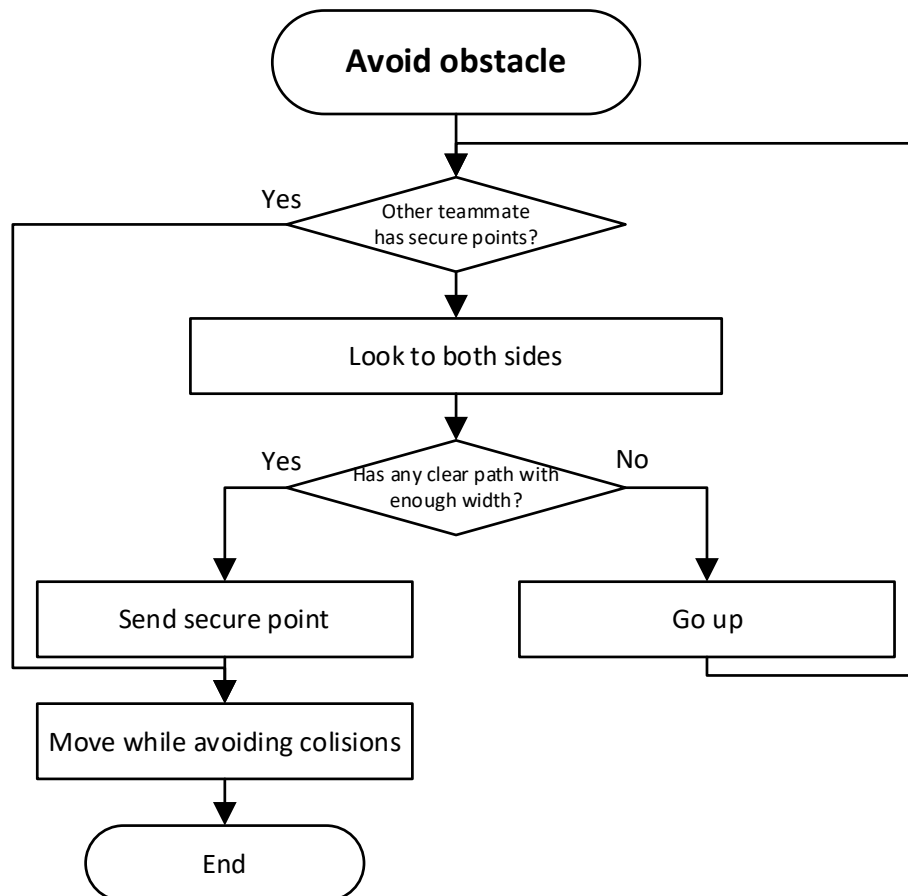 Avoid obstacle
Yes
Other teammate
has secure points?
Look to both sides
Yes
Has any clear path with
enough width?
No
Send secure point
Go up
Move while avoiding colisions
End